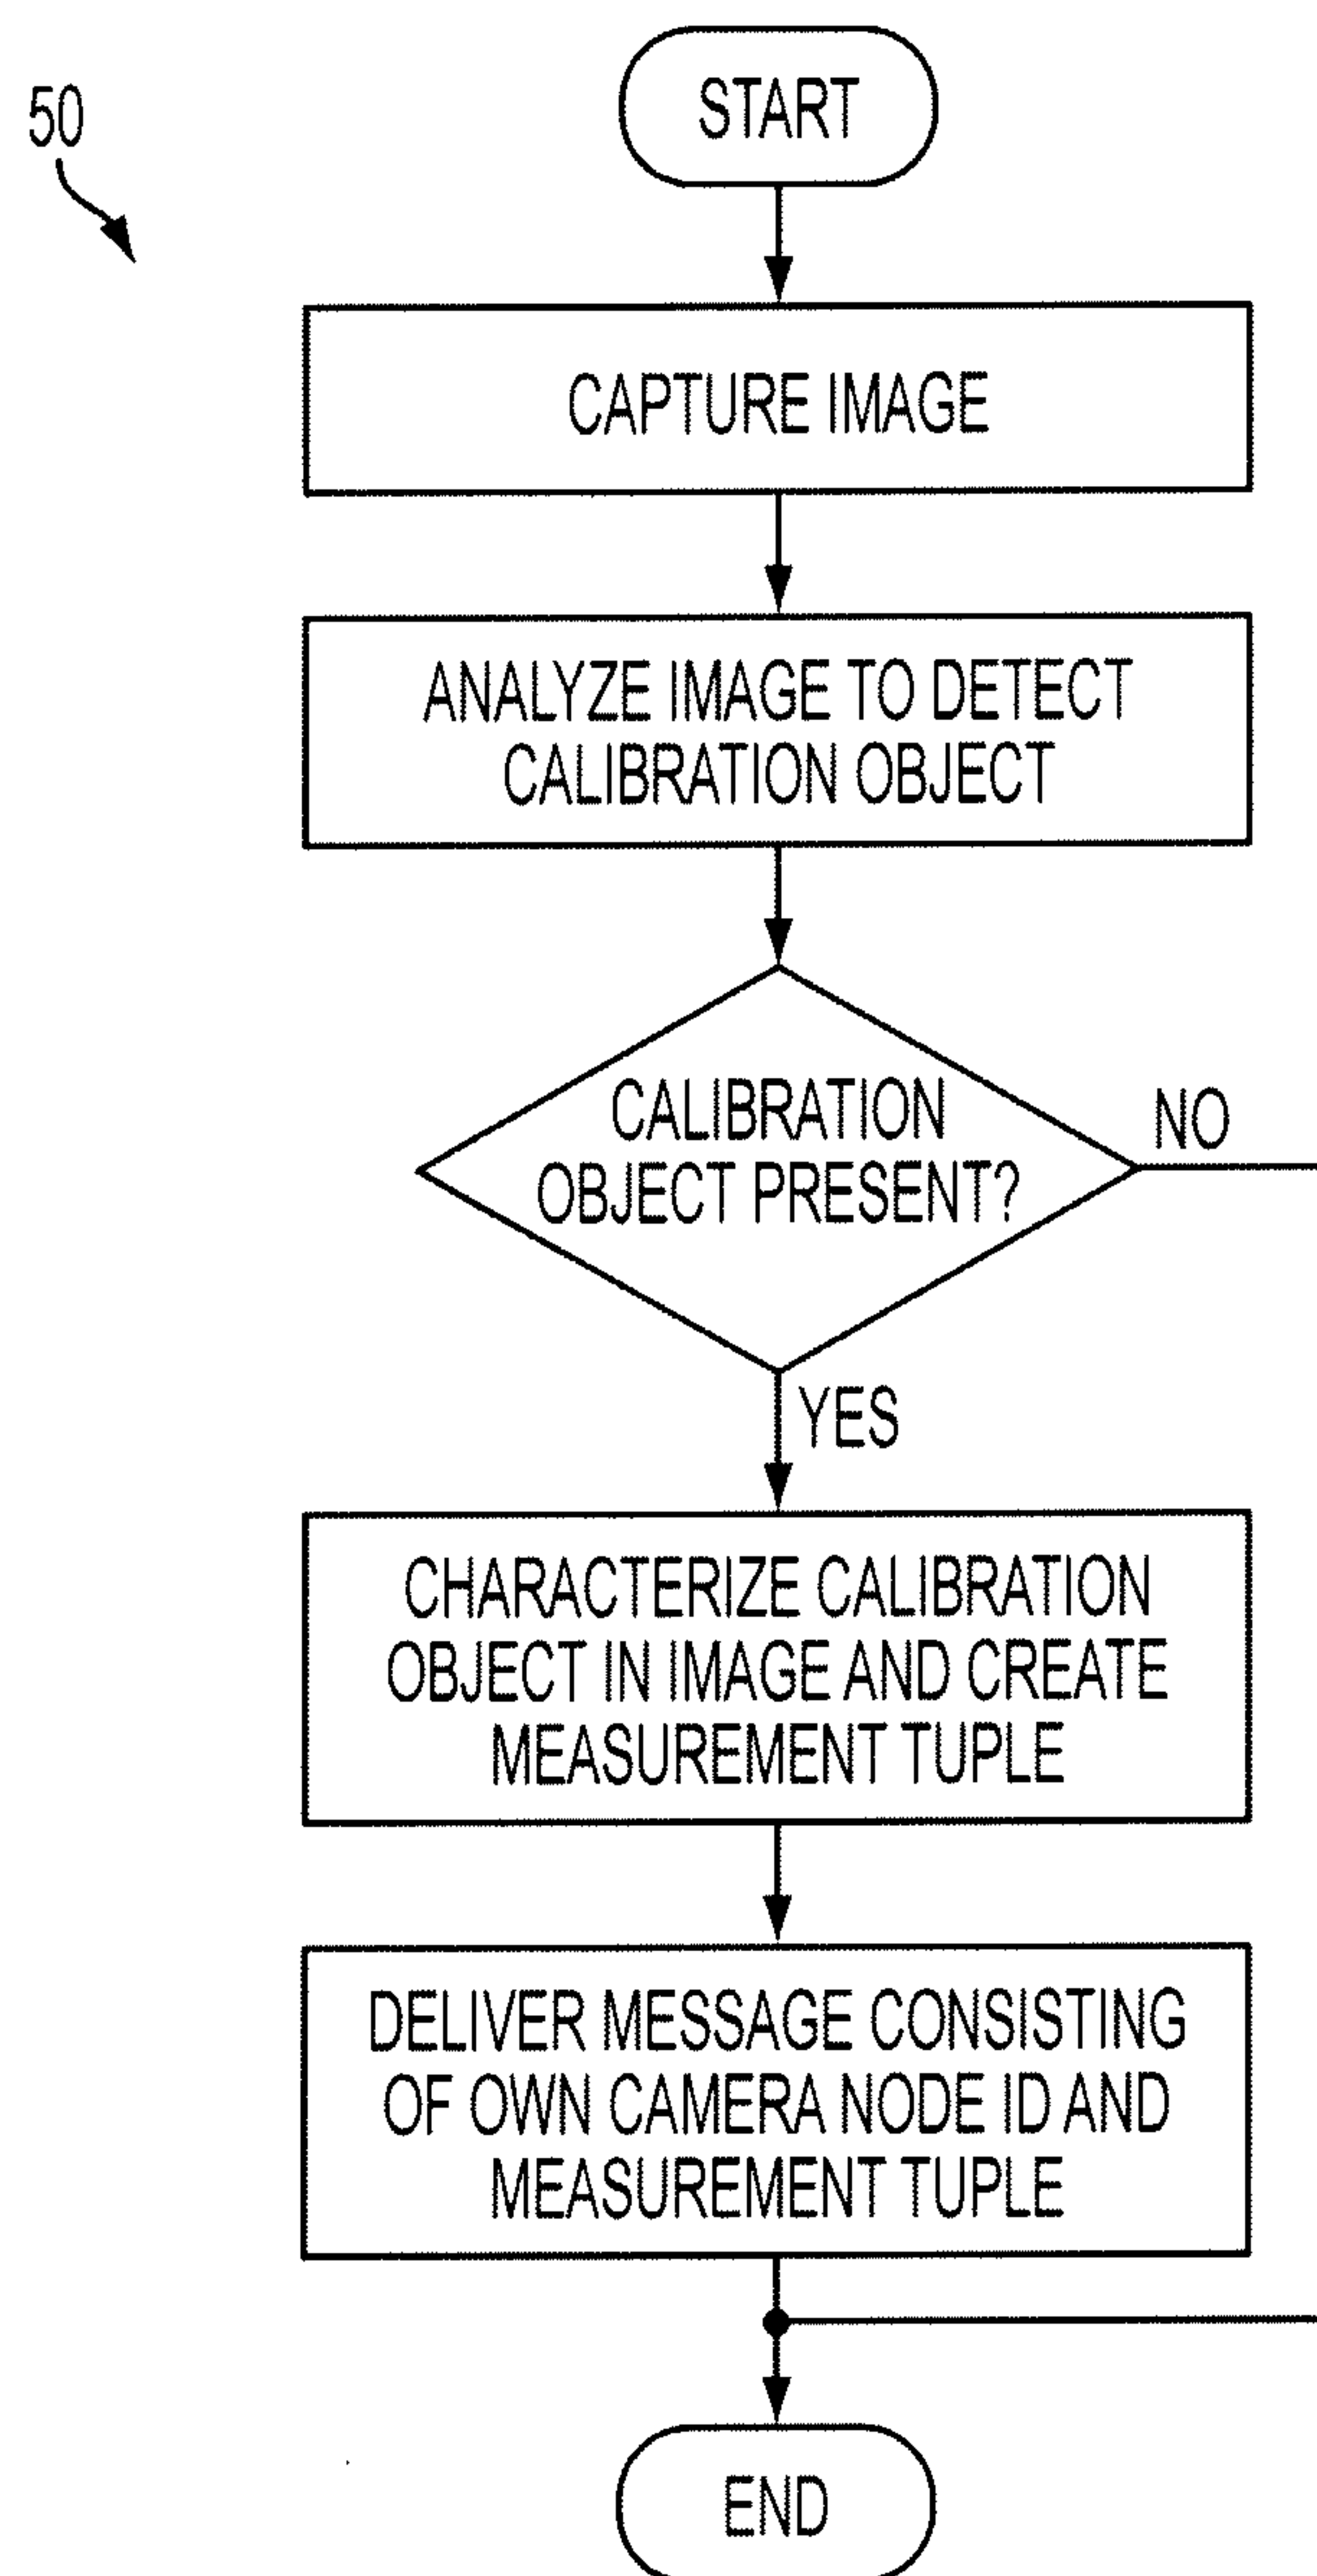 50
START
CAPTURE IMAGE
ANALYZE IMAGE TO DETECT
CALIBRATION OBJECT
CALIBRATION
OBJECT PRESENT?
NO
YES
CHARACTERIZE CALIBRATION
OBJECT IN IMAGE AND CREATE
MEASUREMENT TUPLE
DELIVER MESSAGE CONSISTING
OF OWN CAMERA NODE ID AND
MEASUREMENT TUPLE
END